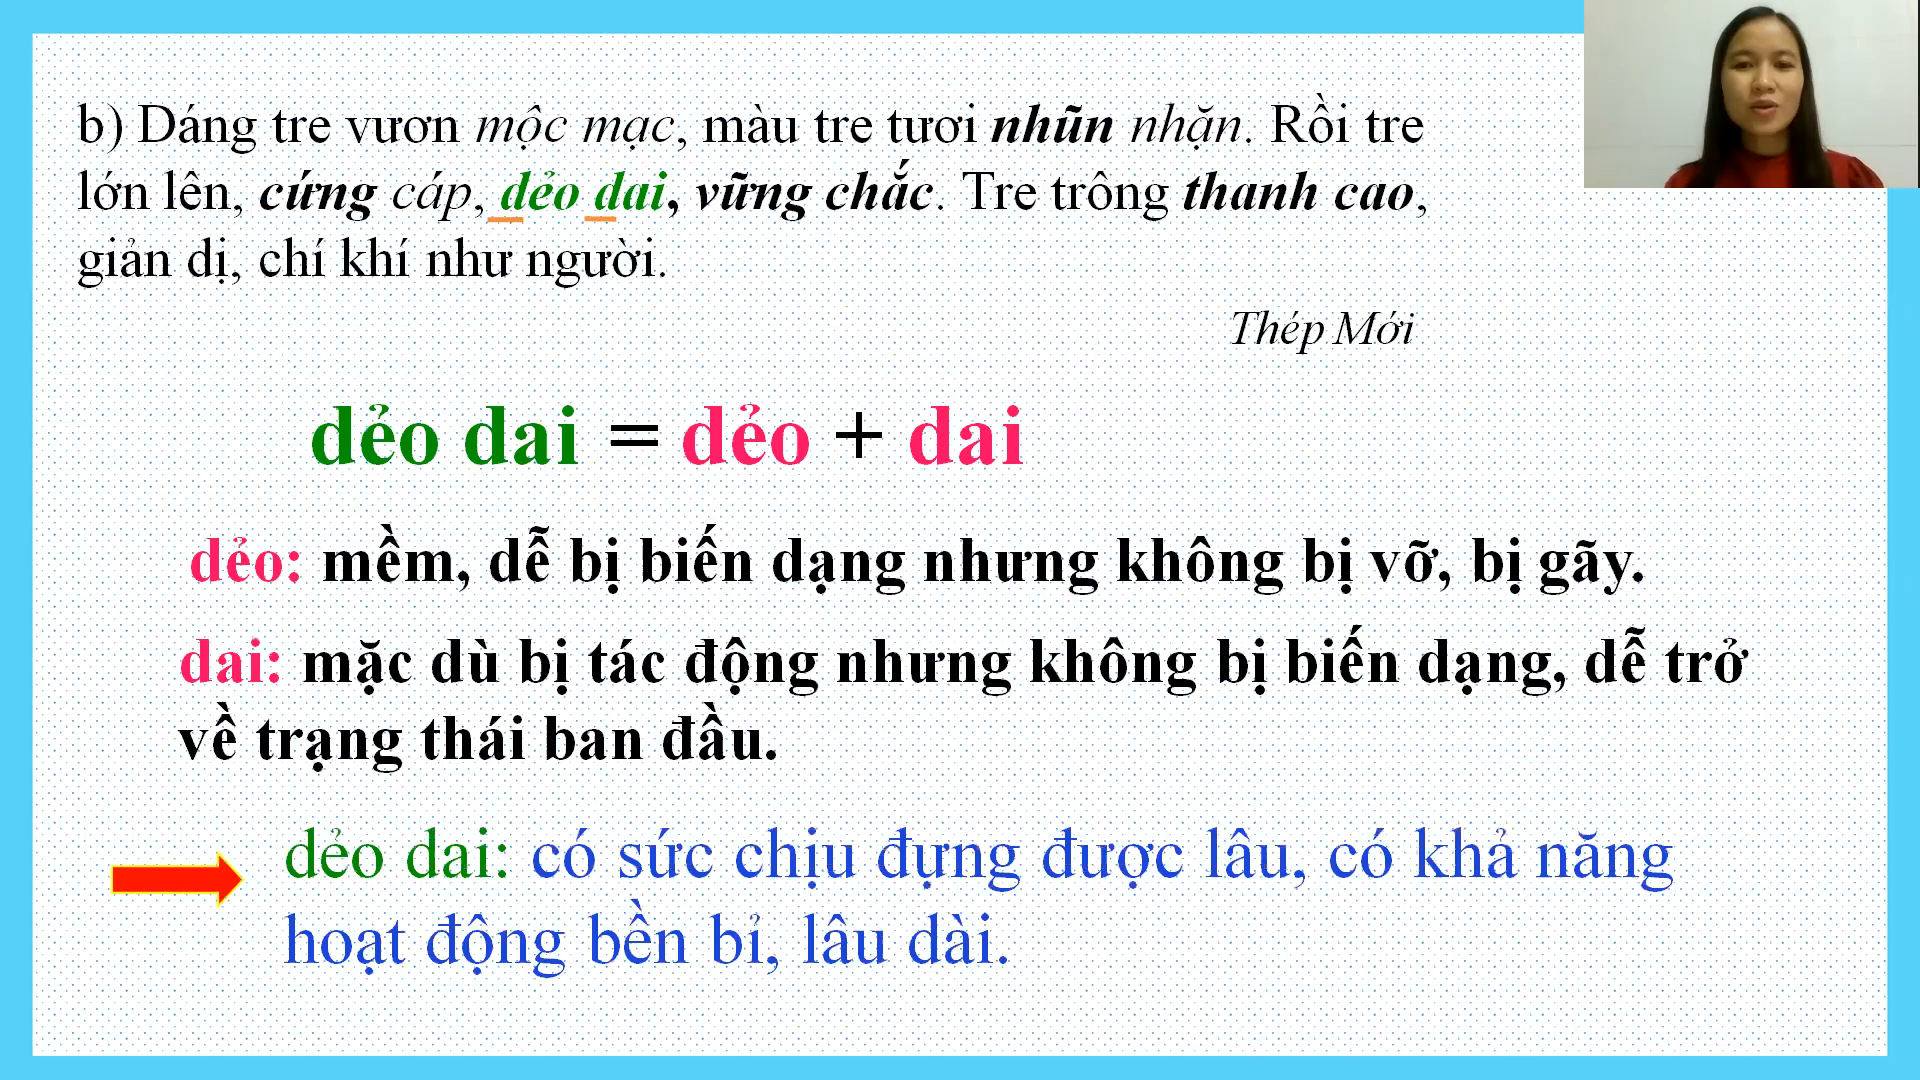 b) Dáng tre vươn mộc mạc, màu tre tươi nhũn nhặn. Rồi tre
lớn lên, cứng cáp, dẻo dai, vững chắc. Tre trông thanh cao,
giản dị, chí khí như người.
Thép Mới
dẻo dai = dẻo + dai
dẻo: mềm, dễ bị biến dạng nhưng không bị vỡ, bị gãy.
dai: mặc dù bị tác động nhưng không bị biến dạng, dễ trở
về trạng thái ban đầu.
dẻo dai: có sức chịu đựng được lâu, có khả năng
hoạt động bền bỉ, lâu dài.